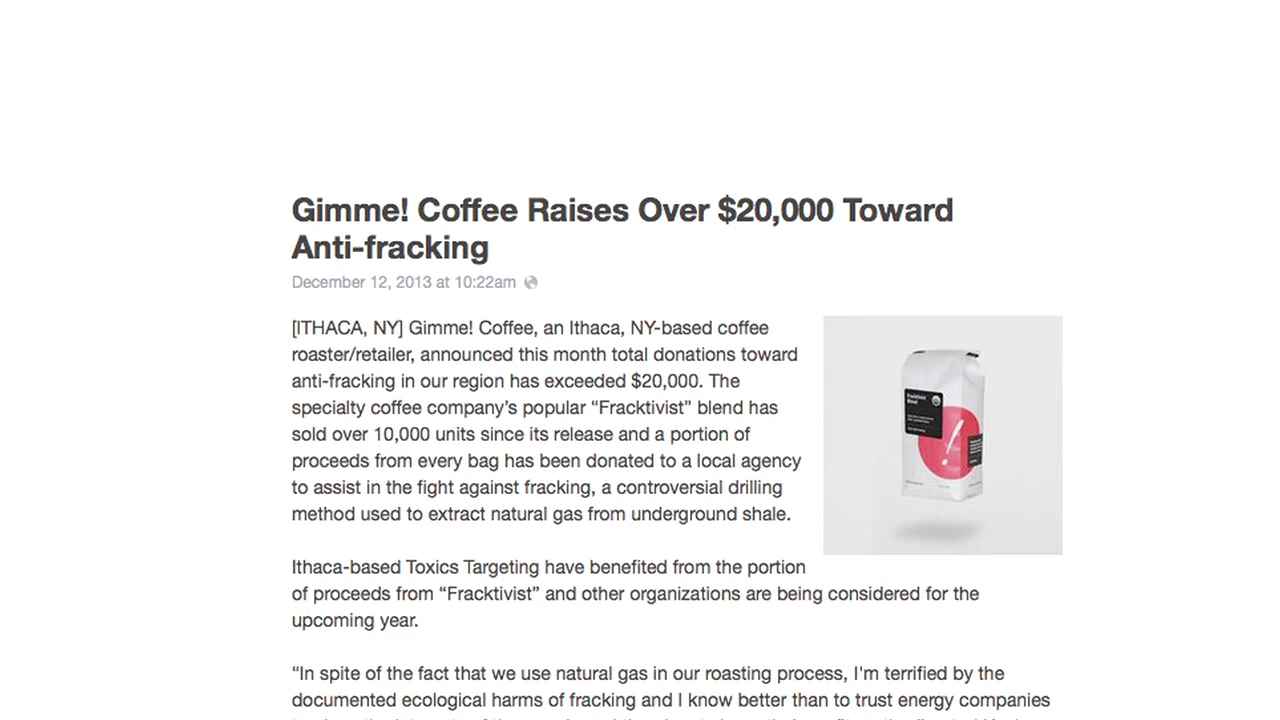 Gimme! Coffee Raises Over $20,000 Toward
Anti-fracking
December 12, 2013 at 10:22am
[ITHACA, NY] Gimme! Coffee, an Ithaca, NY-based coffee
roaster/retailer, announced this month total donations toward
anti-fracking in our region has exceeded $20,000. The
specialty coffee company’s popular “Fracktivist” blend has
sold over 10,000 units since its release and a portion of
proceeds from every bag has been donated to a local agency
to assist in the fight against fracking, a controversial drilling
method used to extract natural gas from underground shale.
Fracktivist
Blend
Ithaca-based Toxics Targeting have benefited from the portion
of proceeds from “Fracktivist” and other organizations are being considered for the
upcoming year.
“In spite of the fact that we use natural gas in our roasting process, I'm terrified by the
documented ecological harms of fracking and I know better than to trust energy companies